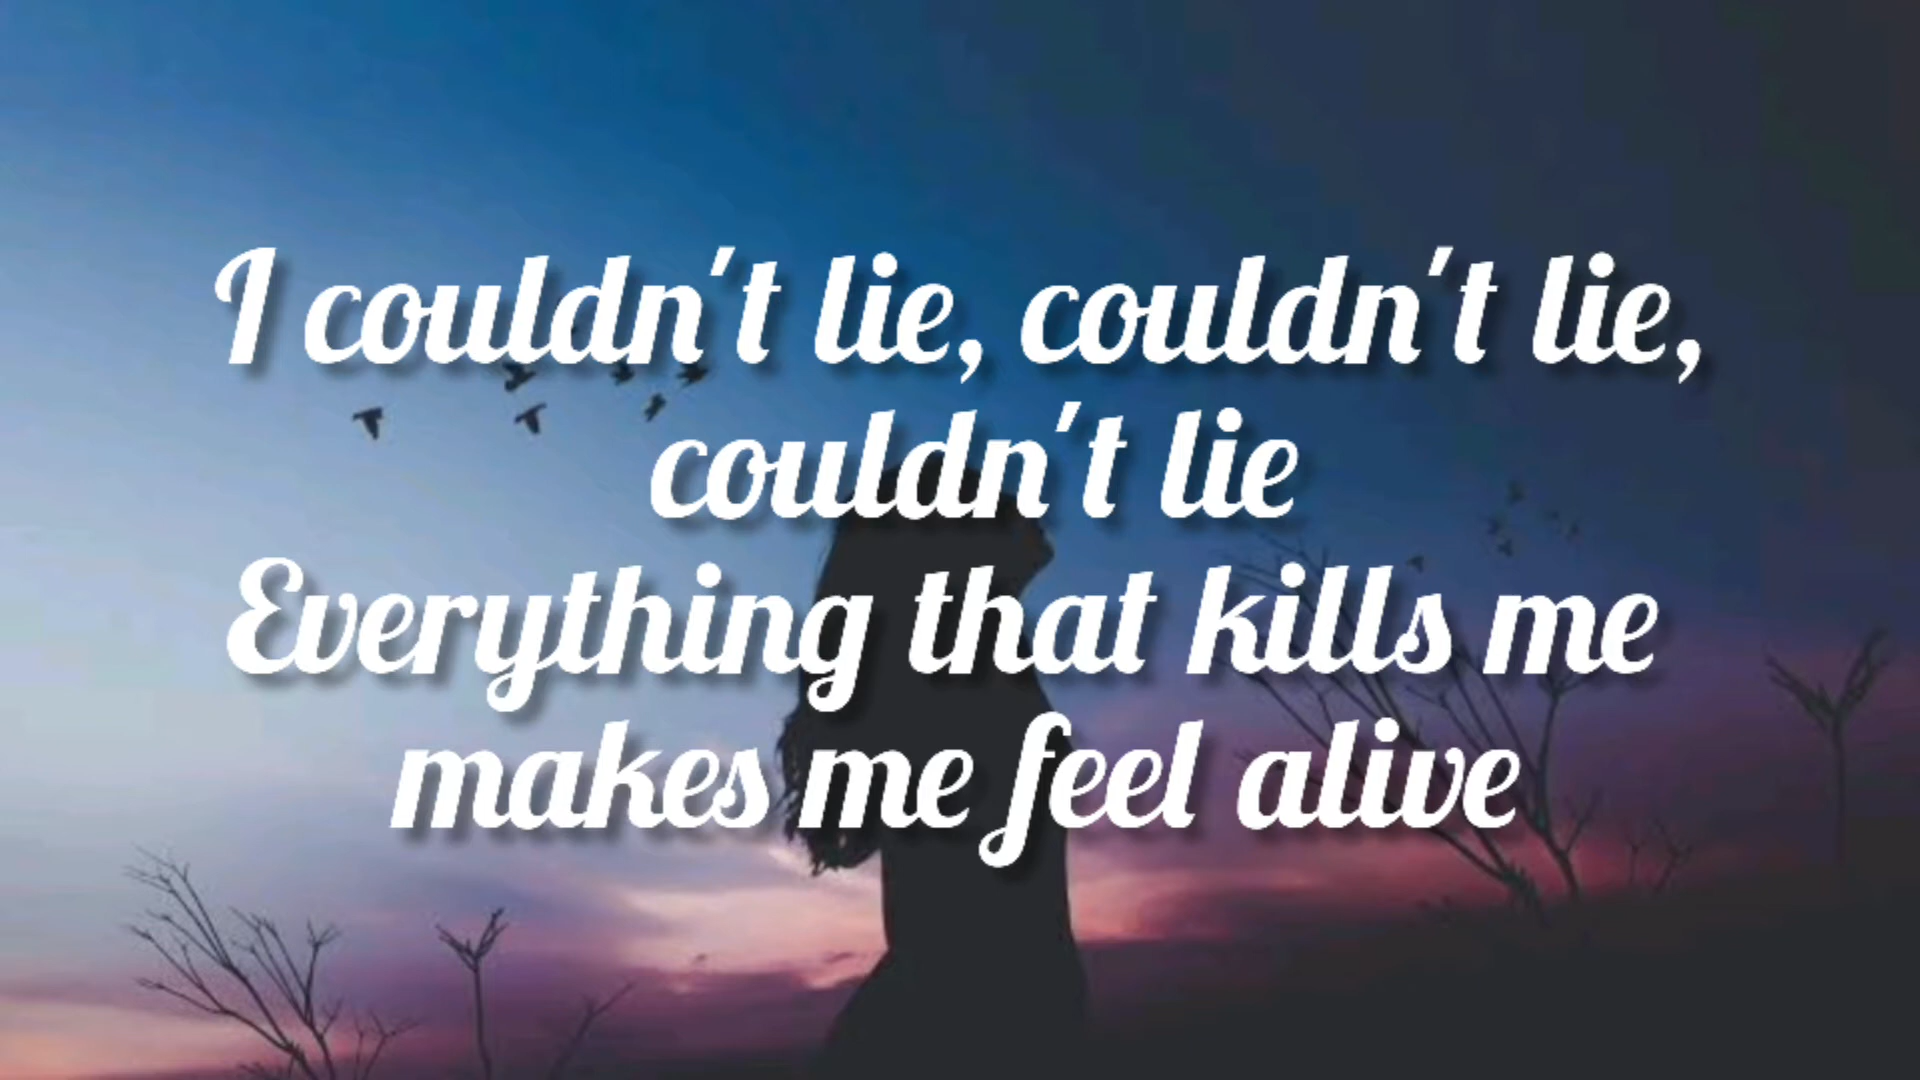 I couldn't lie, couldn't lie,
couldn't lie
Everything that kills me
makes me feel alive